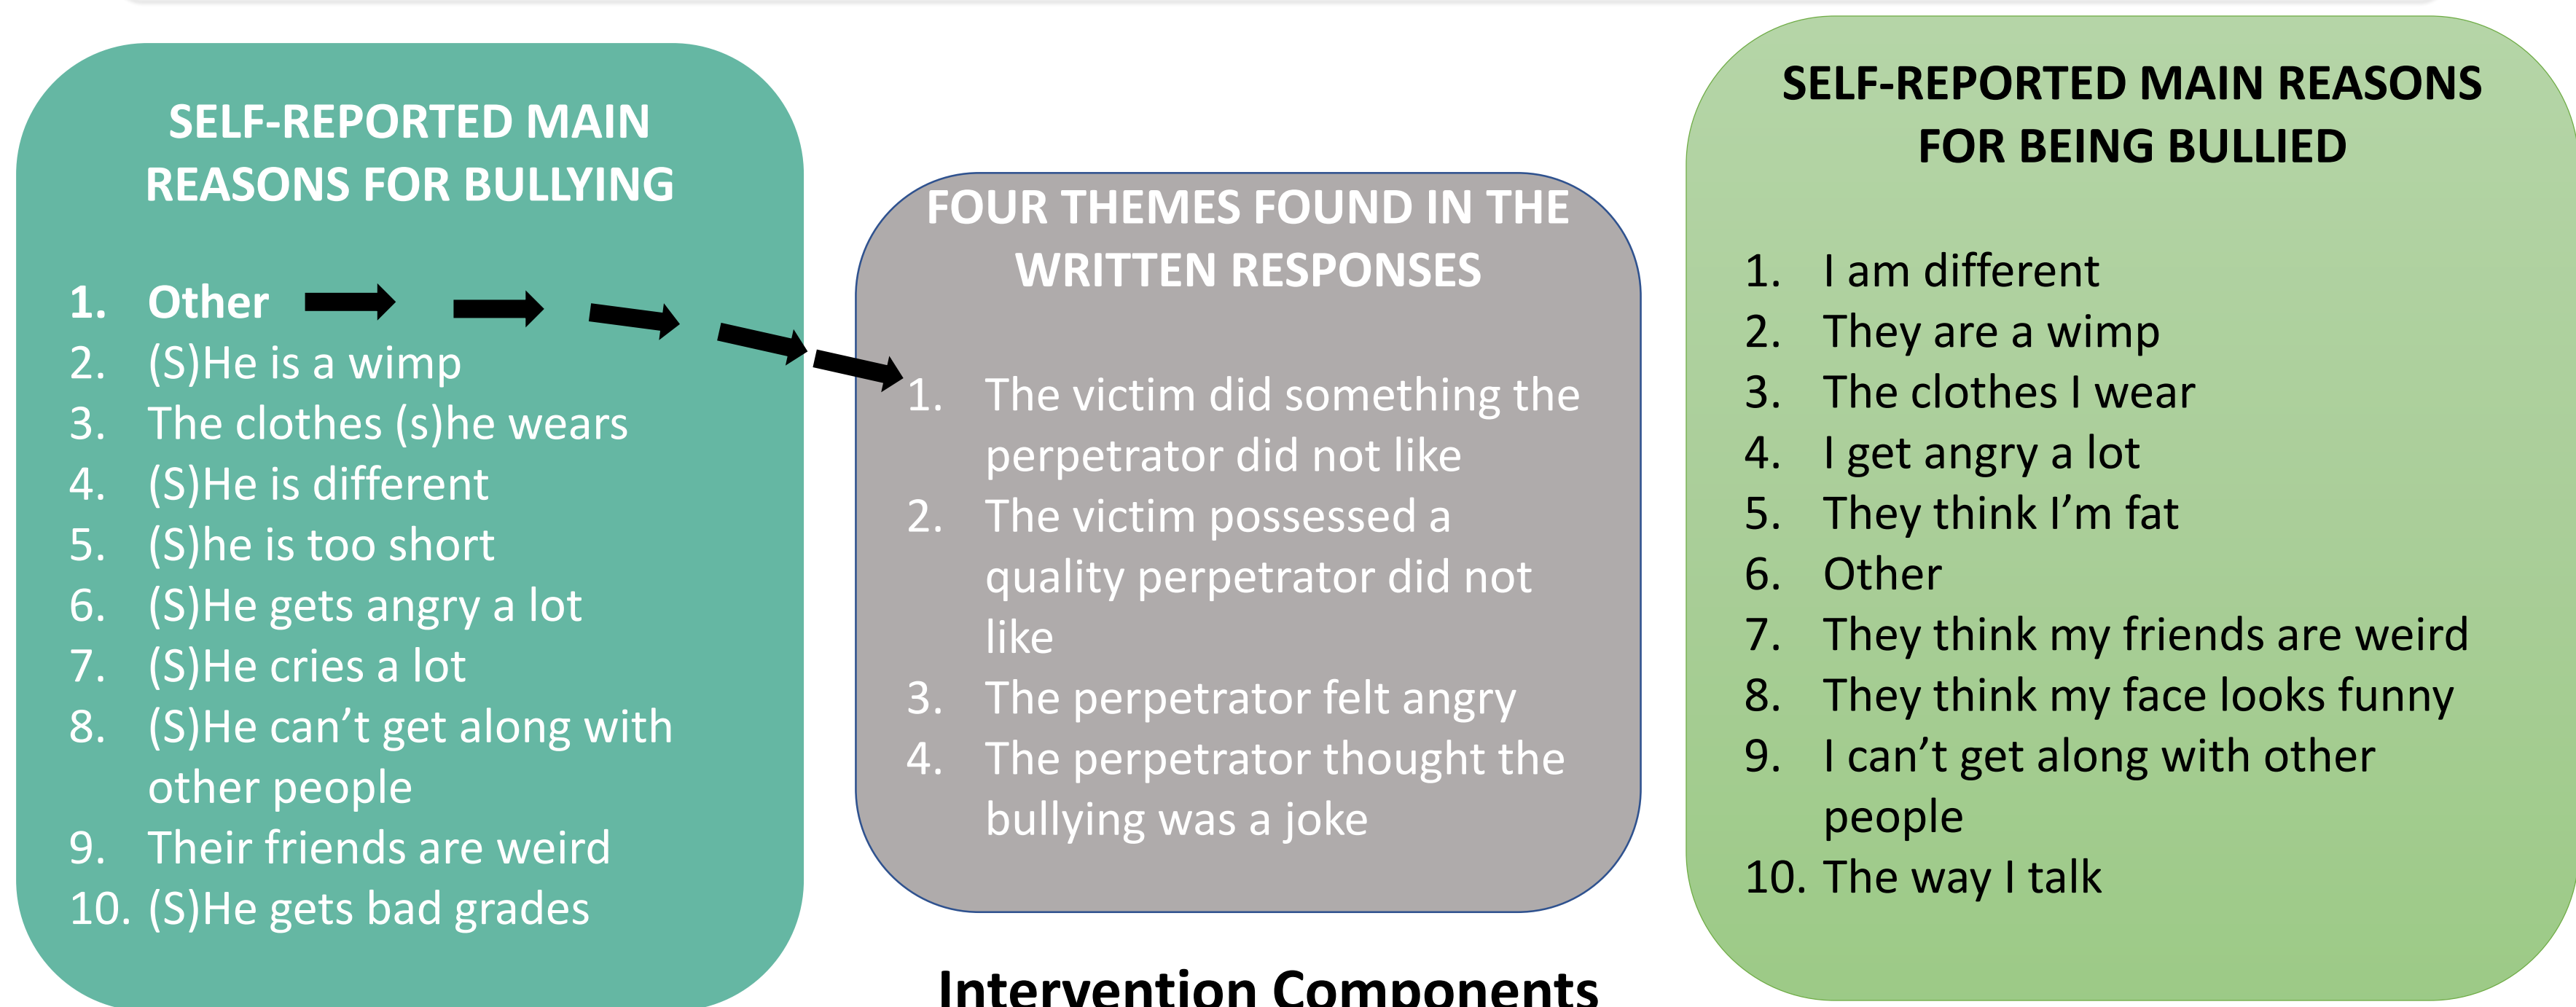 SELF-REPORTED MAIN
REASONS FOR BULLYING
1. Other
2. (S)He is a wimp
3. The clothes (s)he wears
4. (S)He is different
5. (S)he is too short
6. (S)He gets angry a lot
7. (S)He cries a lot
8. (S)He can’t get along with
other people
9. Their friends are weird
10. (S)He gets bad grades
FOUR THEMES FOUND IN THE
WRITTEN RESPONSES
1. The victim did something the
perpetrator did not like
2. The victim possessed a
quality perpetrator did not
like
3. The perpetrator felt angry
4. The perpetrator thought the
bullying was a joke
SELF-REPORTED MAIN REASONS
FOR BEING BULLIED
1. I am different
2. They are a wimp
3. The clothes I wear
4. I get angry a lot
5. They think I’m fat
6. Other
7. They think my friends are weird
8. They think my face looks funny
9. I can’t get along with other
people
10. The way I talk
Intervention Components